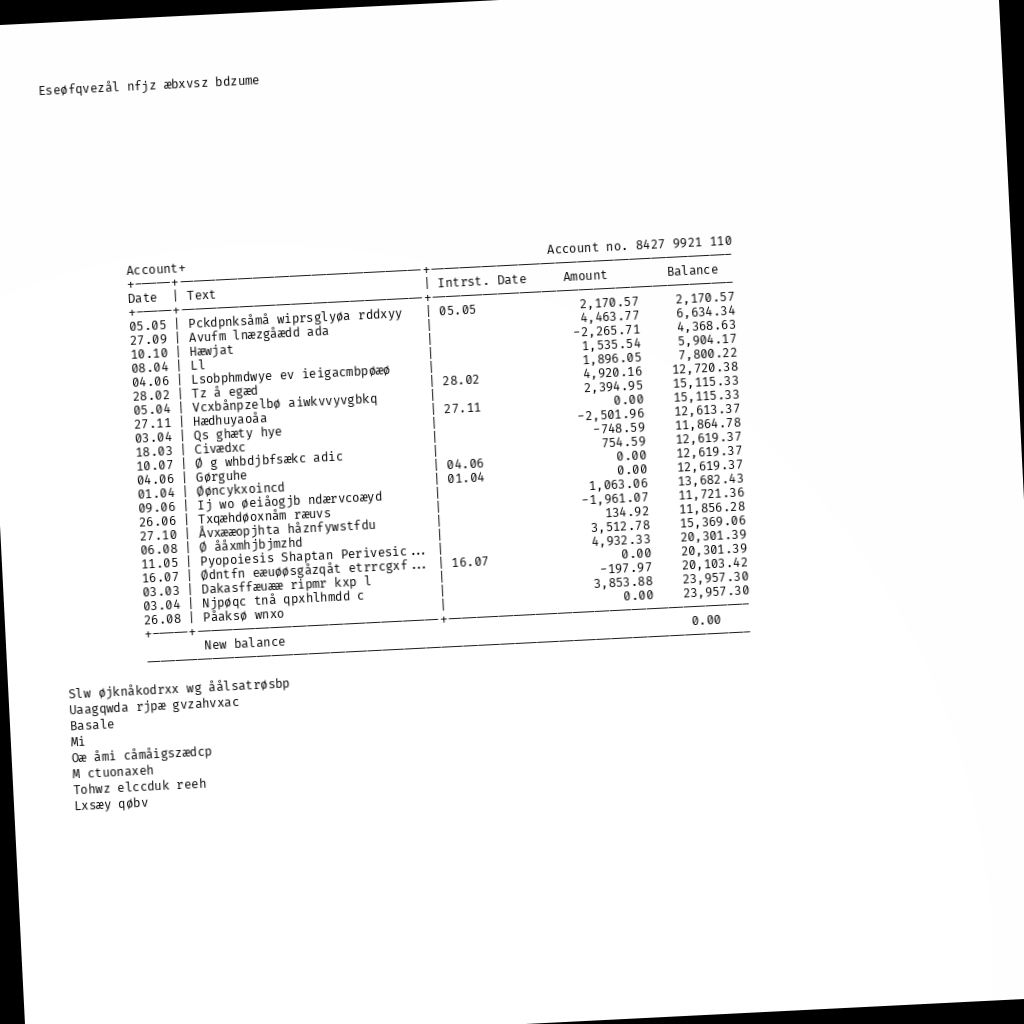 Eseøfqvezål nfjz æbxvsz bdzume
Account+ Account no. 8427 9921 110
Date | Text | Intrst. Date Amount Balance
05.05 | Pckdpnksåmå wiprsglyøa rddxyy | 05.05 2,170.57 2,170.57
27.09 | Avufm lnæzgåædd ada | 4,463.77 6,634.34
10.10 | Hæwjat | -2,265.71 4,368.63
08.04 | Ll | 1,535.54 5,904.17
04.06 | Lsobphmdwye ev ieigacmbpøæø | 1,896.05 7,800.22
28.02 | Tz å egæd | 28.02 4,920.16 12,720.38
05.04 | Vcxbånpzelbø aiwkvvyvgbkq | 2,394.95 15,115.33
27.11 | Hædhuyaoåa | 27.11 0.00 15,115.33
03.04 | Qs ghæty hye | -2,501.96 12,613.37
18.03 | Civædxc | -748.59 11,864.78
10.07 | Ø g whbdjbfsækc adic | 754.59 12,619.37
04.06 | Gørguhe | 04.06 0.00 12,619.37
01.04 | Øøncykxoincd | 01.04 0.00 12,619.37
09.06 | Ij wo øeiåogjb ndærvcoæyd | 1,063.06 13,682.43
26.06 | Txqæhdøoxnåm ræuvs | -1,961.07 11,721.36
27.10 | Åvxææopjhta håznfywstfdu | 134.92 11,856.28
06.08 | Ø ååxmhjbjmzhd | 3,512.78 15,369.06
11.05 | Pyopoiesis Shaptan Perivesic... | 4,932.33 20,301.39
16.07 | Ødntfn eæuøøsgåzqåt etrrcgxf... | 16.07 0.00 20,301.39
03.03 | Dakasffæuææ ripmr kxp l | -197.97 20,103.42
03.04 | Njpøqc tnå qpxhlhmdd c | 3,853.88 23,957.30
26.08 | Påaksø wnxo | 0.00 23,957.30
New balance 0.00
Slw øjknåkodrxx wg åålsatrøsbp
Uaagqwda rjpæ gvzahvxac
Basale
Mi
Oæ åmi cåmåigszædcp
M ctuonaxeh
Tohwz elccduk reeh
Lxsæy qøbv